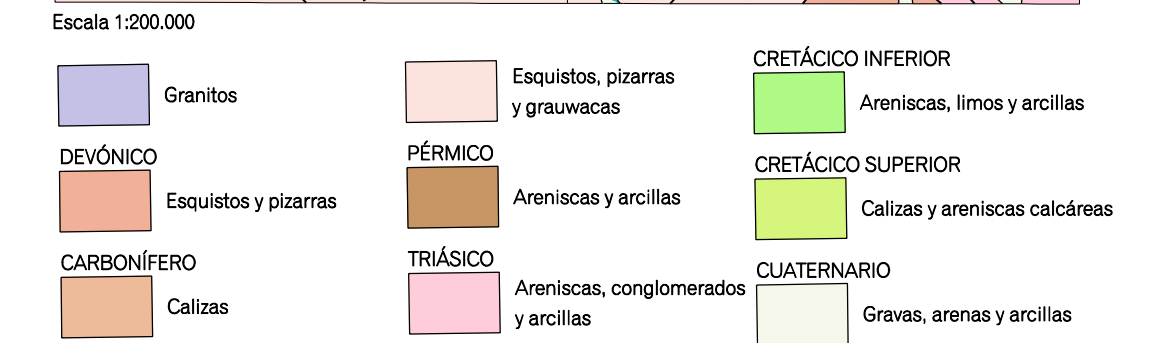 Escala 1:200.000
Granitos
DEVÓNICO
Esquistos y pizarras
CARBONÍFERO
Calizas
Esquistos, pizarras
y grauwacas
PÉRMICO
Areniscas y arcillas
TRIÁSICO
Areniscas, conglomerados
y arcillas
CRETÁCICO INFERIOR
Areniscas, limos y arcillas
CRETÁCICO SUPERIOR
Calizas y areniscas calcáreas
CUATERNARIO
Gravas, arenas y arcillas